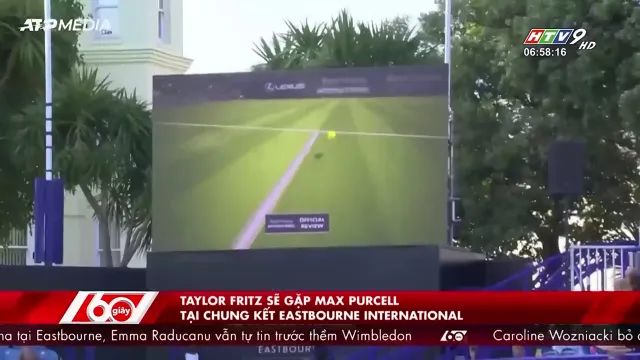 ATP MEDIA
HTV9 HD
06:58:16
LEXUS
OFFICIAL
REVIEW
60 giây
TAYLOR FRITZ SẼ GẶP MAX PURCELL
TẠI CHUNG KẾT EASTBOURNE INTERNATIONAL
na tại Eastbourne, Emma Raducanu vẫn tự tin trước thềm Wimbledon 60 Caroline Wozniacki bỏ
EASTBOURNE